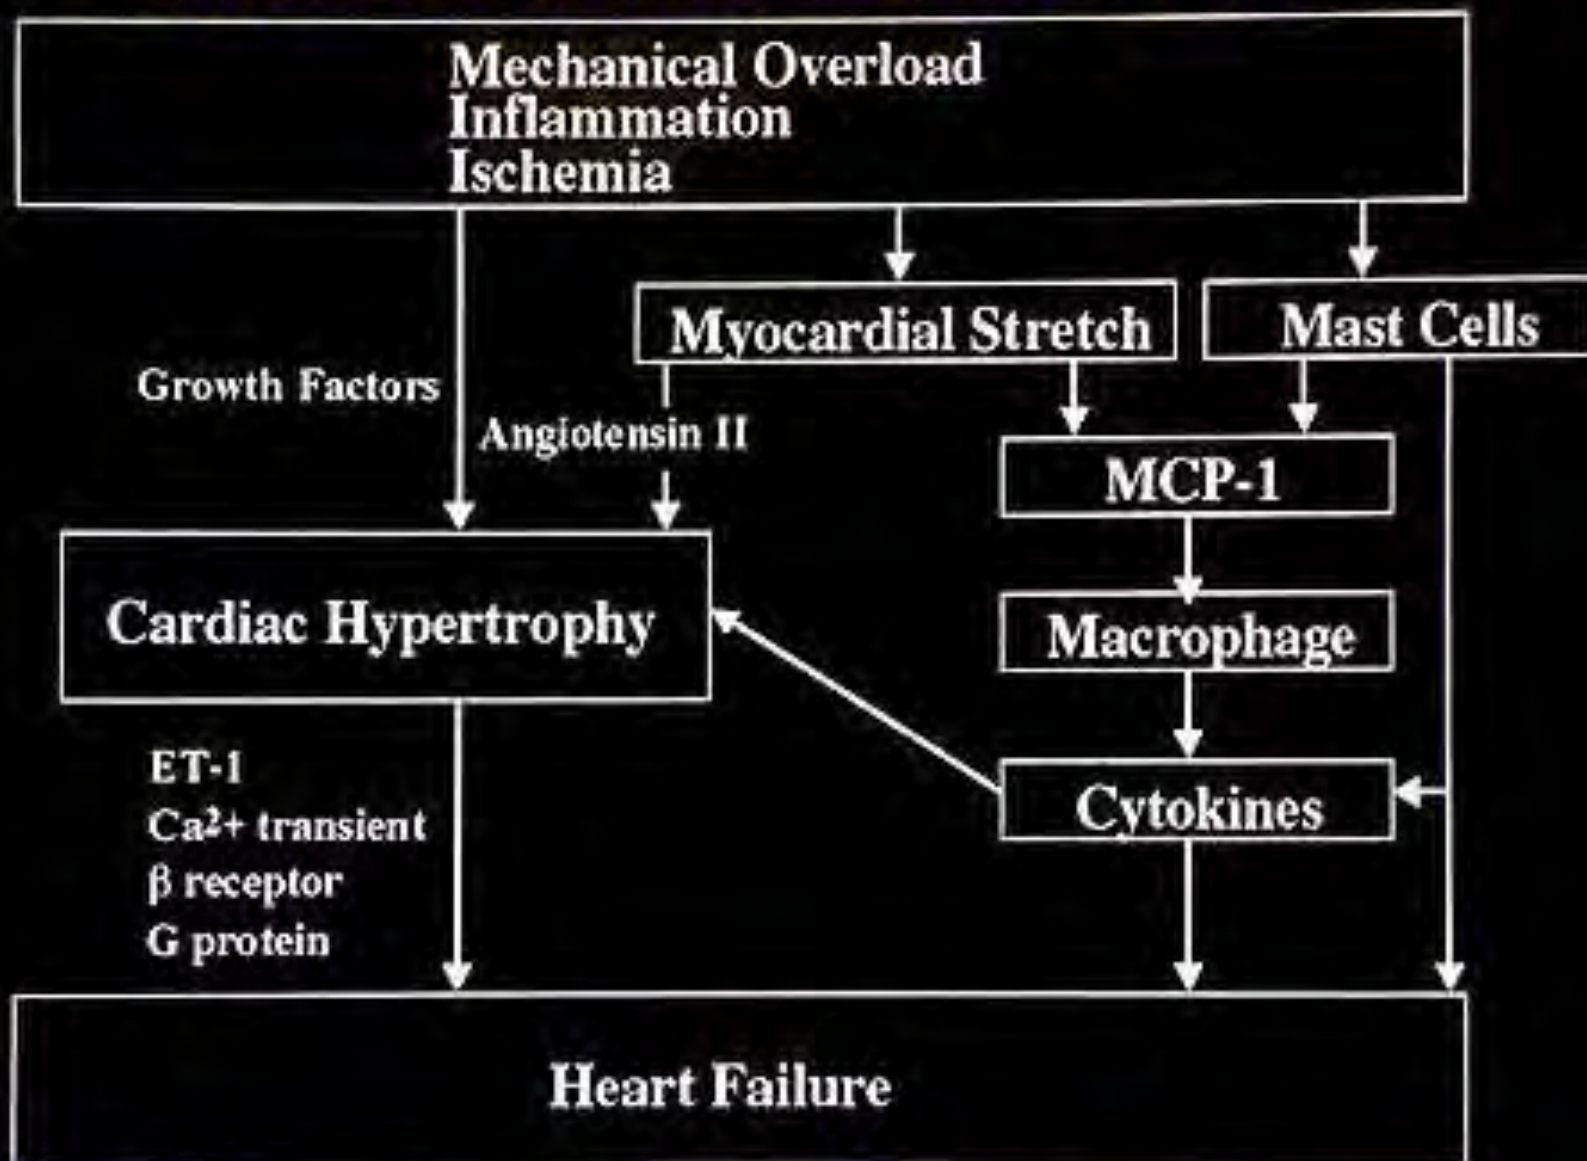 Mechanical Overload
Inflammation
Ischemia
Myocardial Stretch
Mast Cells
Growth Factors
Angiotensin II
MCP-1
Cardiac Hypertrophy
Macrophage
ET-1
Ca²⁺ transient
β receptor
G protein
Cytokines
Heart Failure